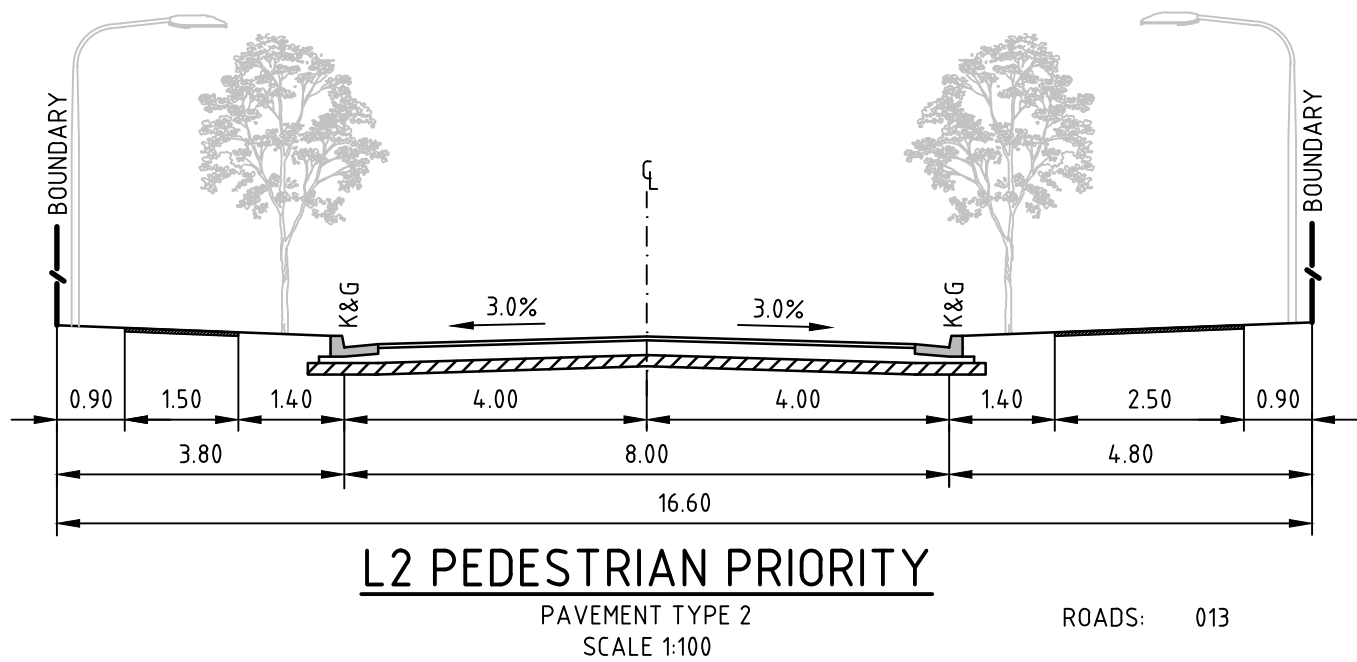 BOUNDARY
BOUNDARY
℄
K&G
K&G
3.0%
3.0%
0.90
1.50
1.40
4.00
4.00
1.40
2.50
0.90
3.80
8.00
4.80
16.60
L2 PEDESTRIAN PRIORITY
PAVEMENT TYPE 2
SCALE 1:100
ROADS: 013